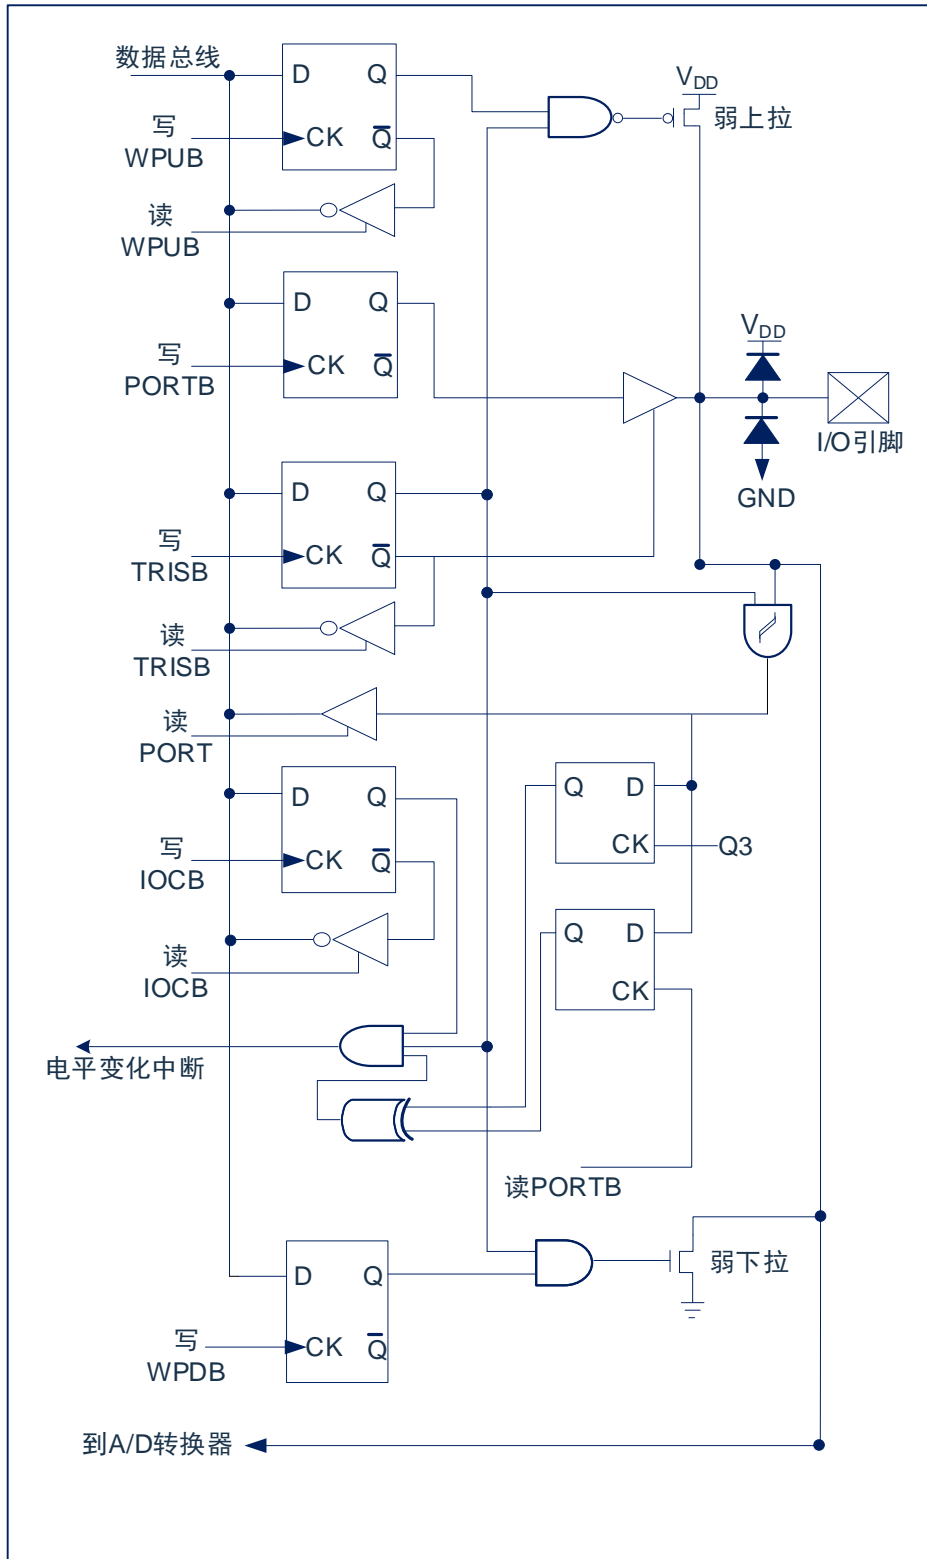 数据总线
D
Q
写
WPUB
CK
Q̅
读
WPUB
VDD
弱上拉
D
Q
写
PORTB
CK
Q̅
VDD
I/O引脚
GND
D
Q
写
TRISB
CK
Q̅
读
TRISB
读
PORT
D
Q
写
IOCB
CK
Q̅
读
IOCB
Q
D
CK
Q3
Q
D
CK
电平变化中断
读PORTB
D
Q
写
WPDB
CK
Q̅
弱下拉
到A/D转换器